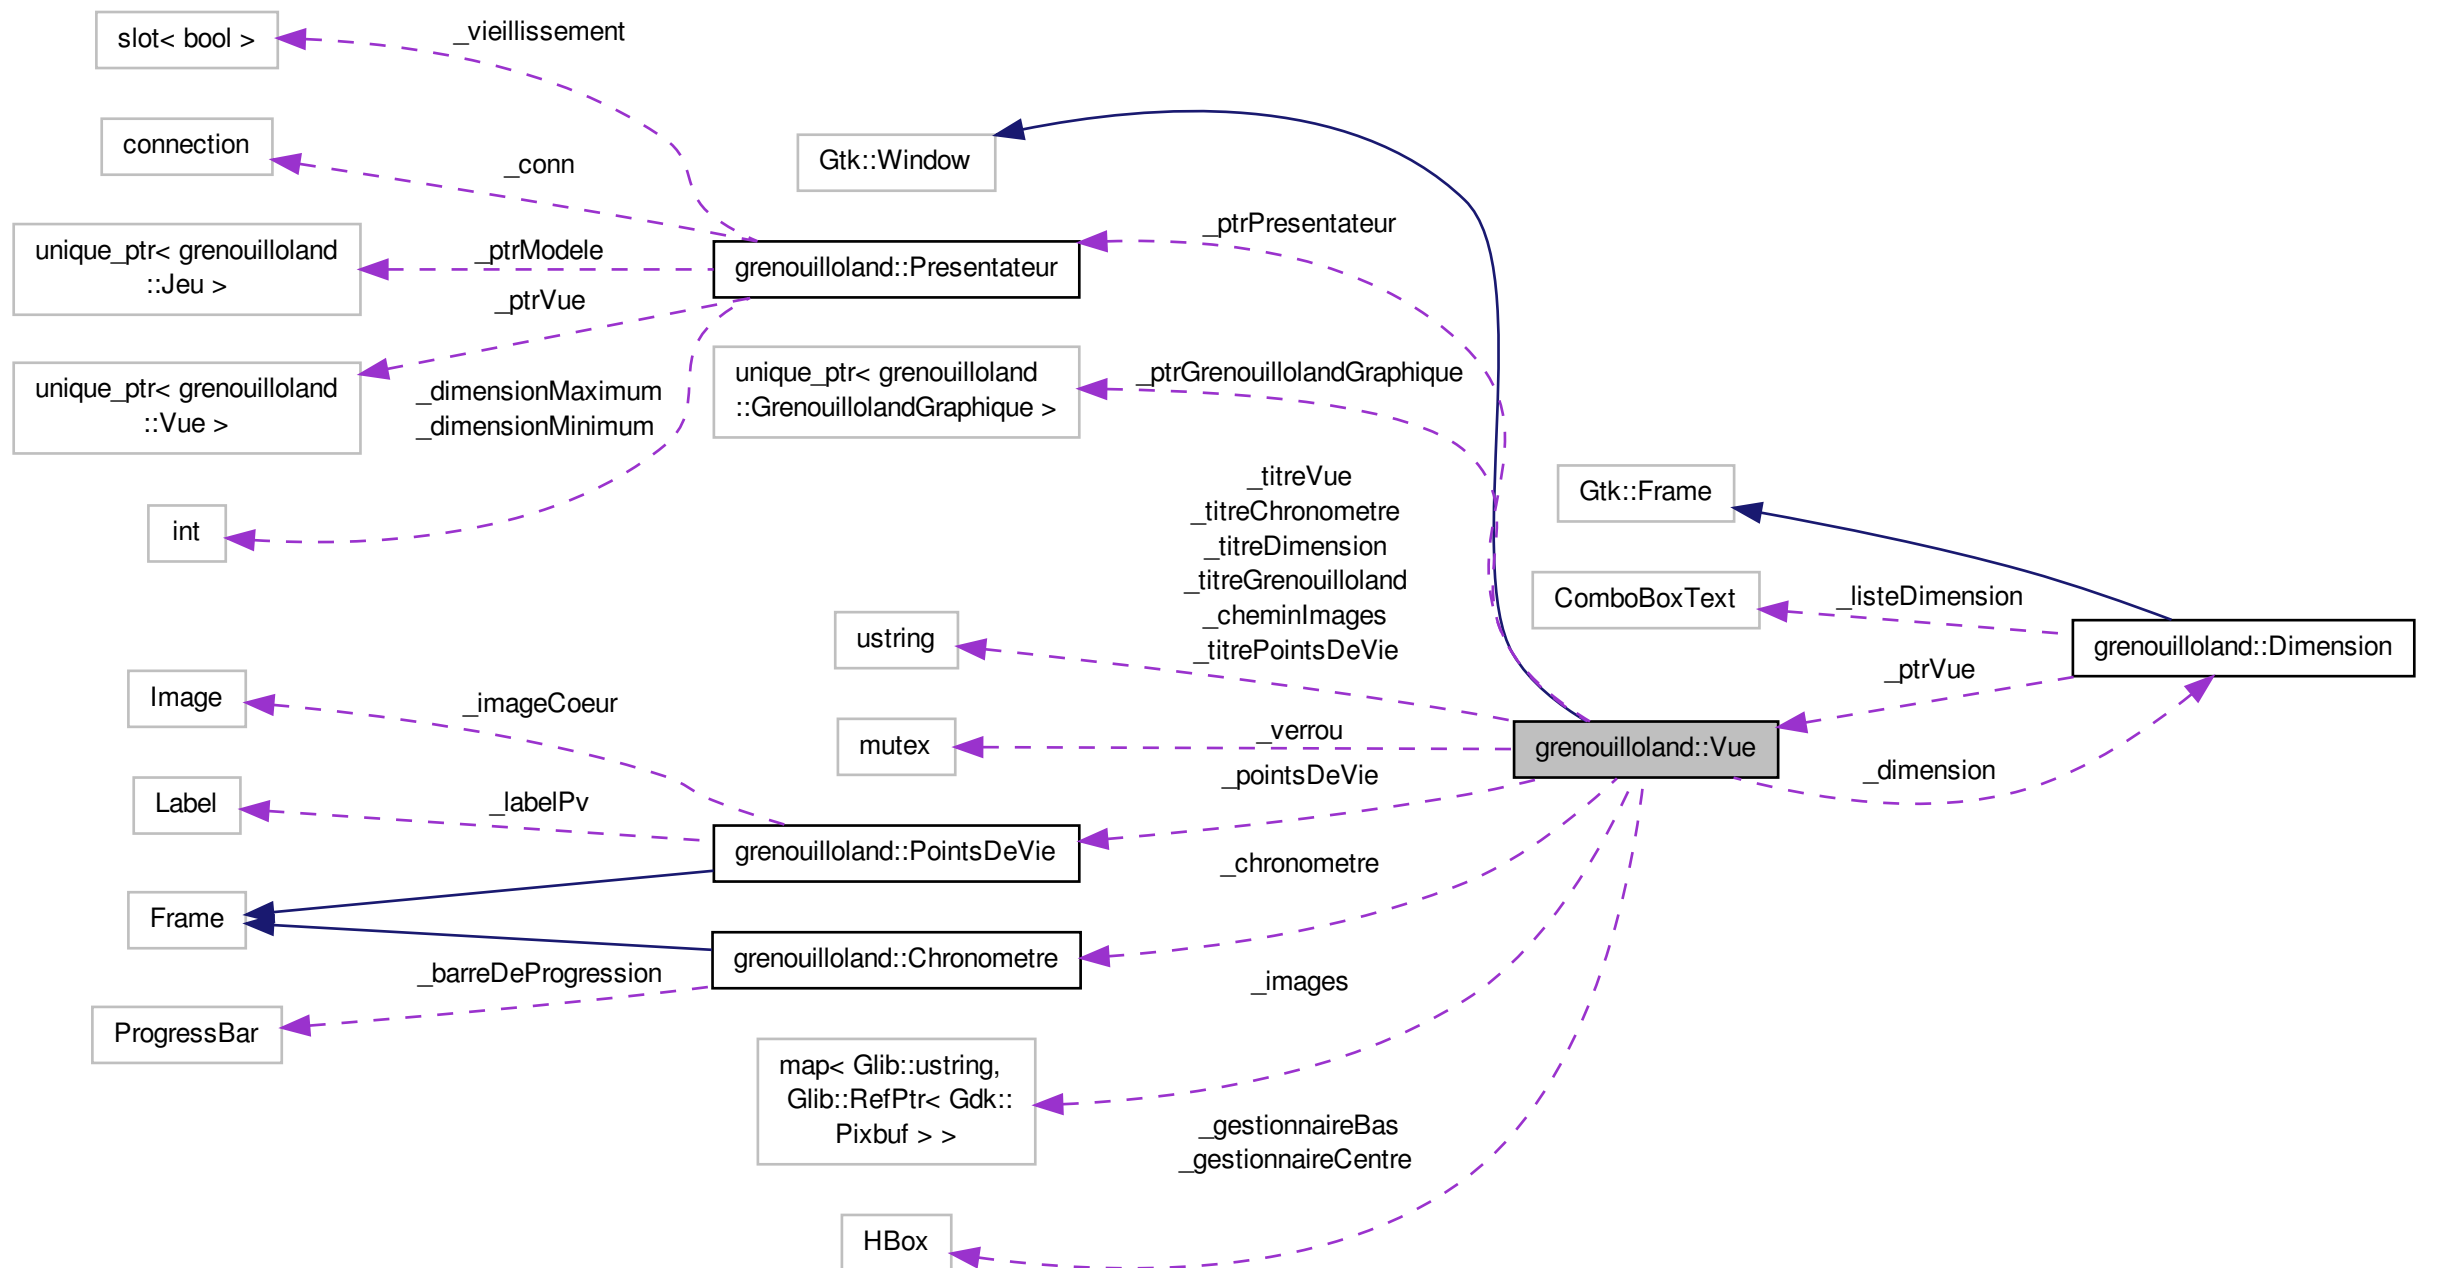 slot< bool >
_vieillissement
connection
_conn
Gtk::Window
unique_ptr< grenouilloland
::Jeu >
_ptrModele
grenouilloland::Presentateur
_ptrPresentateur
_ptrVue
unique_ptr< grenouilloland
::Vue >
_dimensionMaximum
_dimensionMinimum
unique_ptr< grenouilloland
::GrenouillolandGraphique >
_ptrGrenouillolandGraphique
int
_titreVue
_titreChronometre
_titreDimension
_titreGrenouilloland
_cheminImages
_titrePointsDeVie
Gtk::Frame
ComboBoxText
_listeDimension
grenouilloland::Dimension
ustring
_ptrVue
Image
_imageCoeur
mutex
_verrou
grenouilloland::Vue
_dimension
_pointsDeVie
Label
_labelPv
grenouilloland::PointsDeVie
_chronometre
Frame
grenouilloland::Chronometre
_barreDeProgression
_images
ProgressBar
map< Glib::ustring,
Glib::RefPtr< Gdk::
Pixbuf > >
_gestionnaireBas
_gestionnaireCentre
HBox